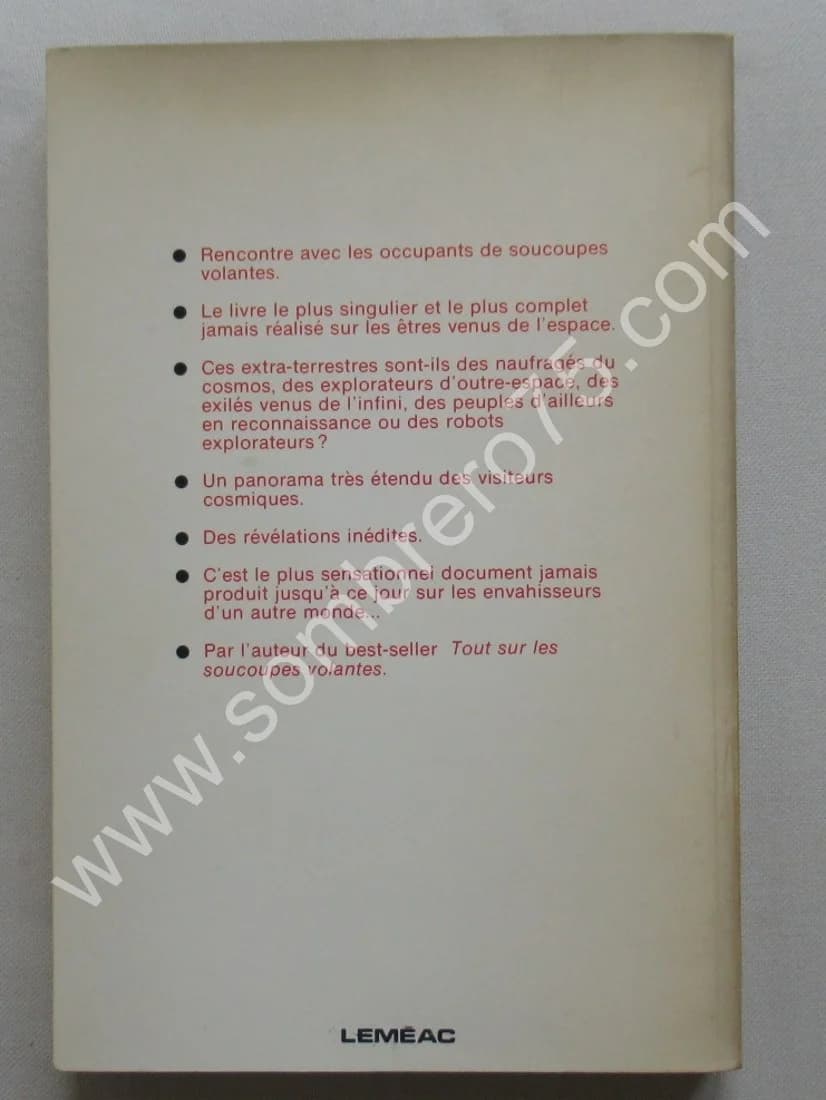 ● Rencontre avec les occupants de soucoupes
volantes.
● Le livre le plus singulier et le plus complet
jamais réalisé sur les êtres venus de l'espace.
● Ces extra-terrestres sont-ils des naufragés du
cosmos, des explorateurs d'outre-espace, des
exilés venus de l'infini, des peuples d'ailleurs
en reconnaissance ou des robots
explorateurs ?
● Un panorama très étendu des visiteurs
cosmiques.
● Des révélations inédites.
● C'est le plus sensationnel document jamais
produit jusqu'à ce jour sur les envahisseurs
d'un autre monde...
● Par l'auteur du best-seller Tout sur les
soucoupes volantes.
LEMÉAC
www.sombrero75.com